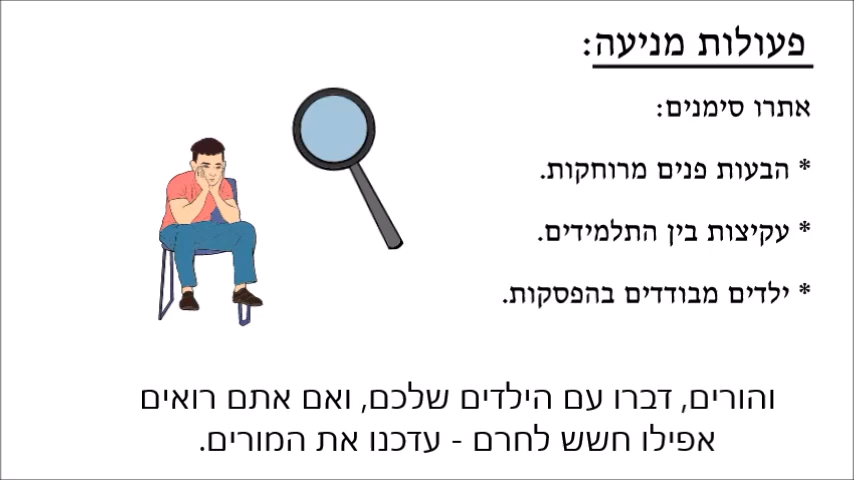 פעולות מניעה:
אתרו סימנים:
* הבעות פנים מרוחקות.
* עקיצות בין התלמידים.
* ילדים מבודדים בהפסקות.
והורים, דברו עם הילדים שלכם, ואם אתם רואים
אפילו חשש לחרם - עדכנו את המורים.